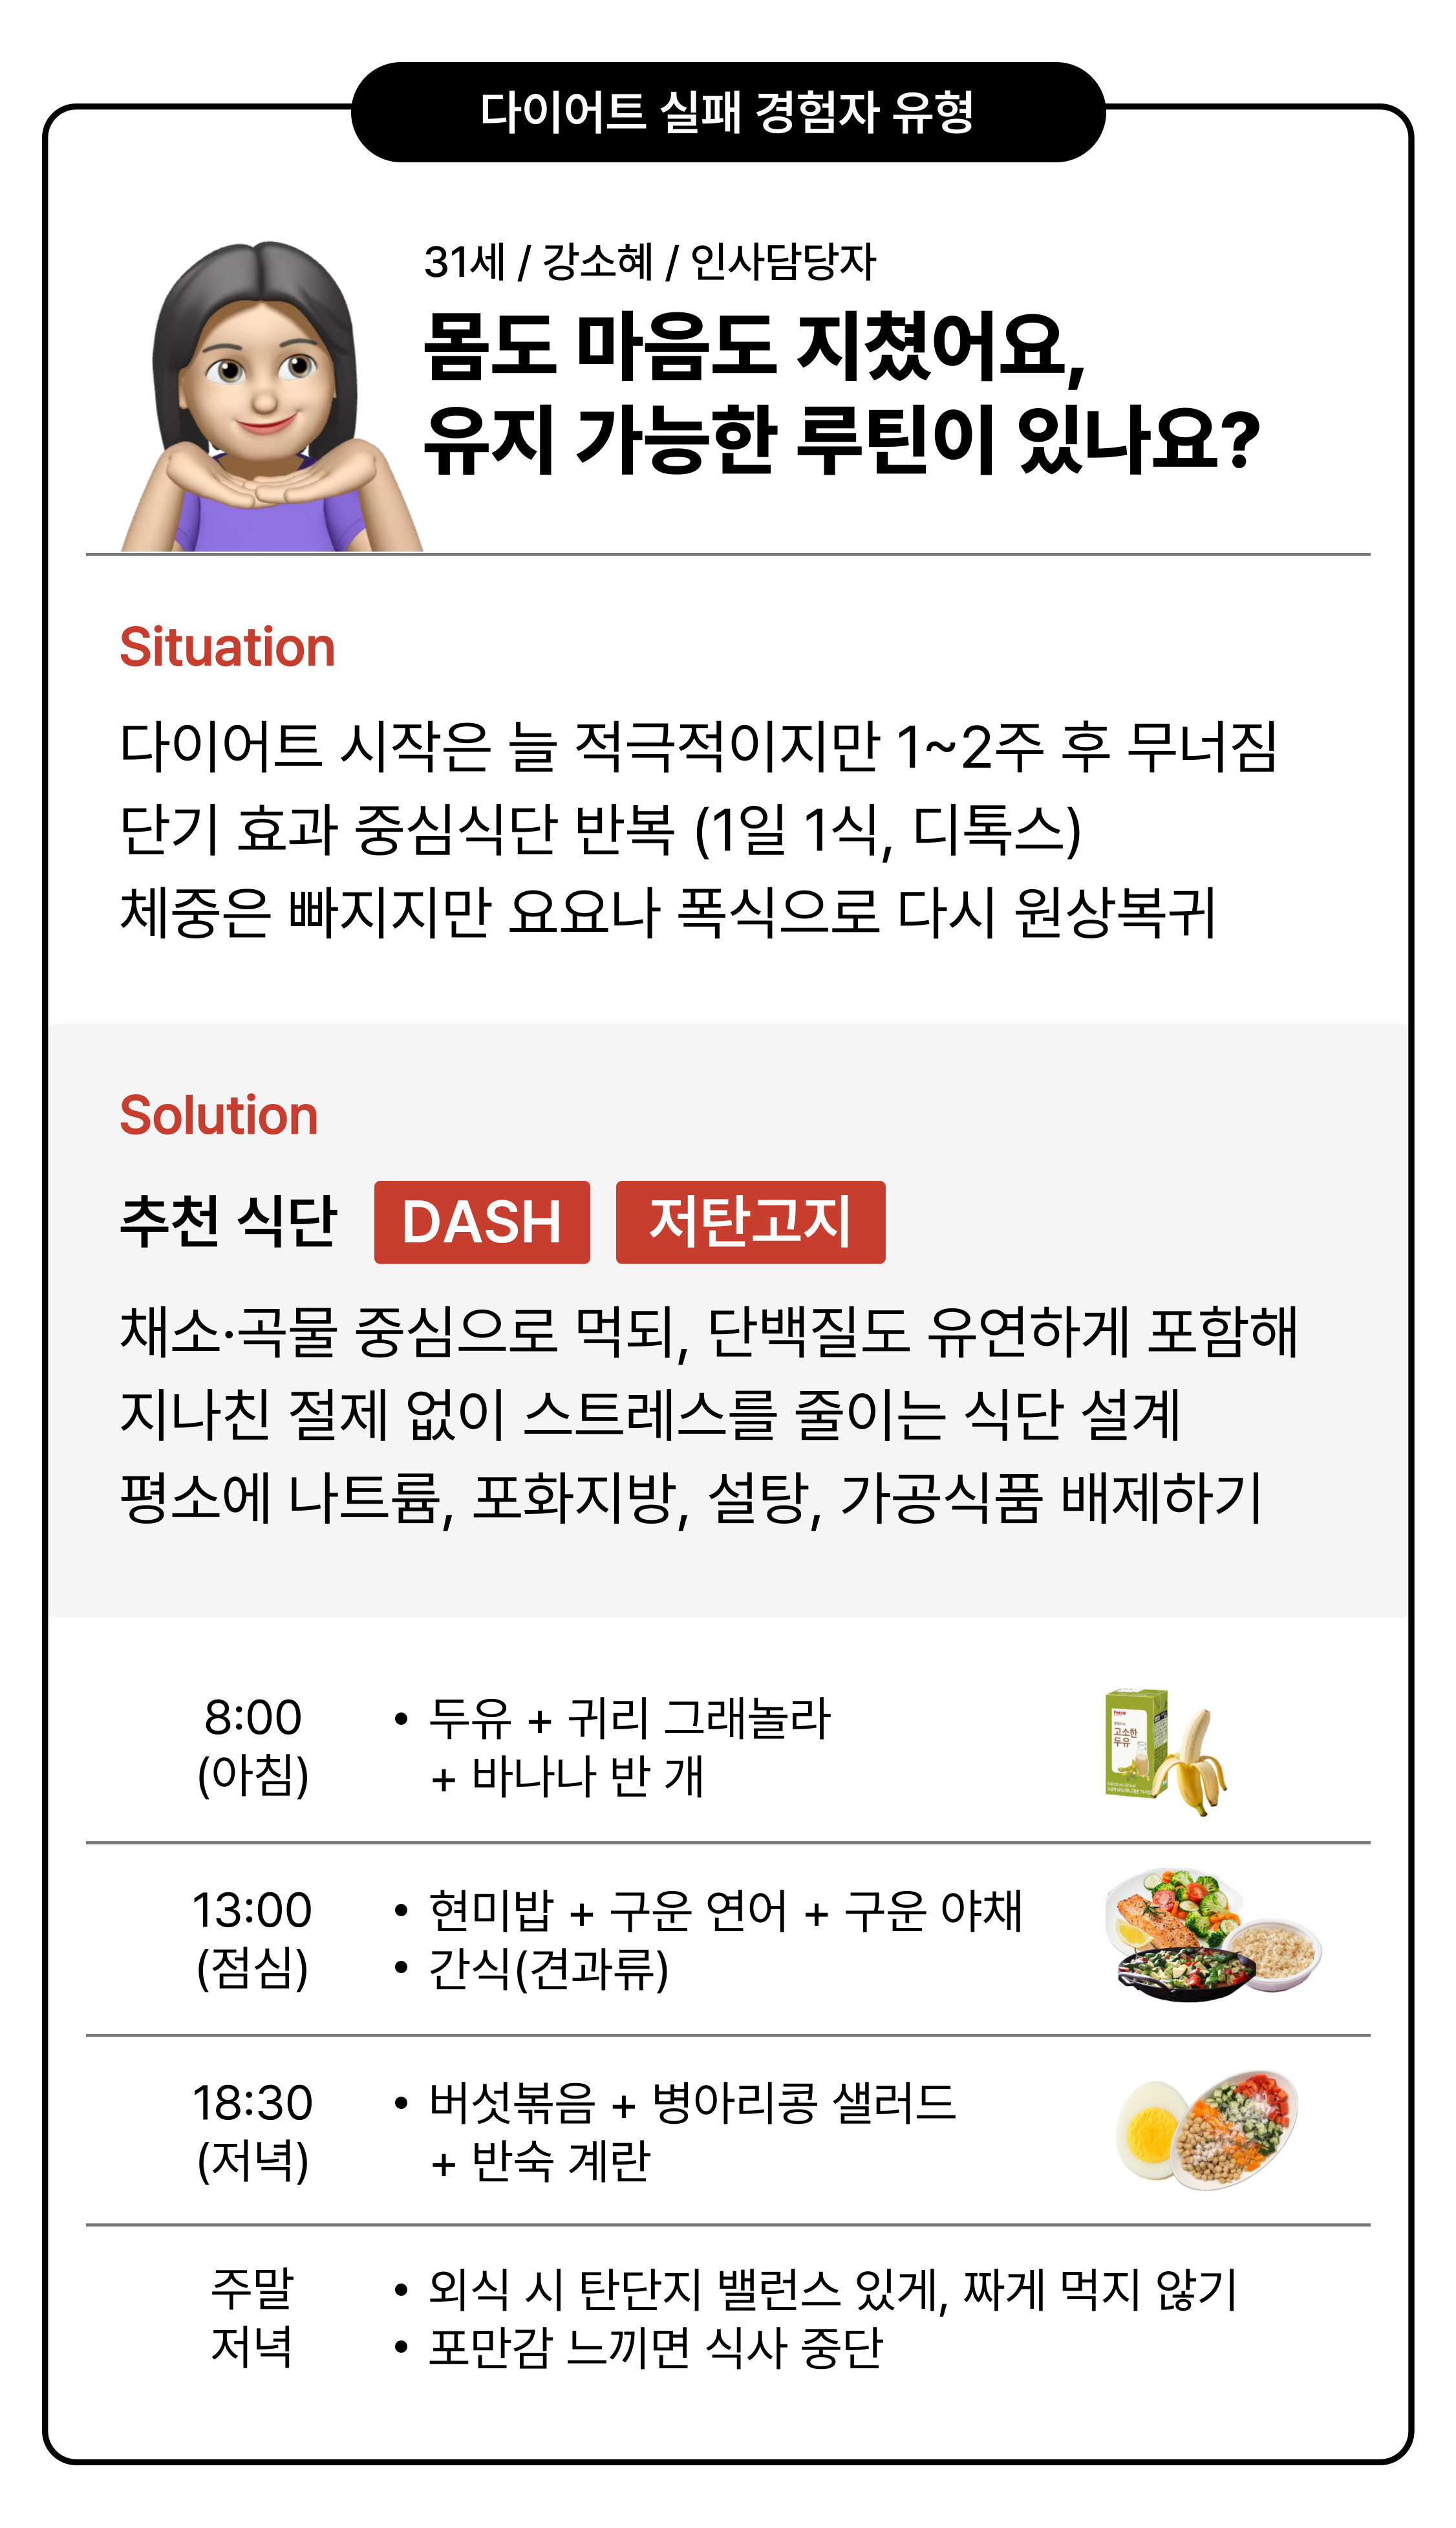 다이어트 실패 경험자 유형
31세 / 강소혜 / 인사담당자
몸도 마음도 지쳤어요,
유지 가능한 루틴이 있나요?
Situation
다이어트 시작은 늘 적극적이지만 1~2주 후 무너짐
단기 효과 중심식단 반복 (1일 1식, 디톡스)
체중은 빠지지만 요요나 폭식으로 다시 원상복귀
Solution
추천 식단 DASH 저탄고지
채소·곡물 중심으로 먹되, 단백질도 유연하게 포함해
지나친 절제 없이 스트레스를 줄이는 식단 설계
평소에 나트륨, 포화지방, 설탕, 가공식품 배제하기
8:00
(아침)
• 두유 + 귀리 그래놀라
+ 바나나 반 개
고소한
두유
13:00
(점심)
• 현미밥 + 구운 연어 + 구운 야채
• 간식(견과류)
18:30
(저녁)
• 버섯볶음 + 병아리콩 샐러드
+ 반숙 계란
주말
저녁
• 외식 시 탄단지 밸런스 있게, 짜게 먹지 않기
• 포만감 느끼면 식사 중단